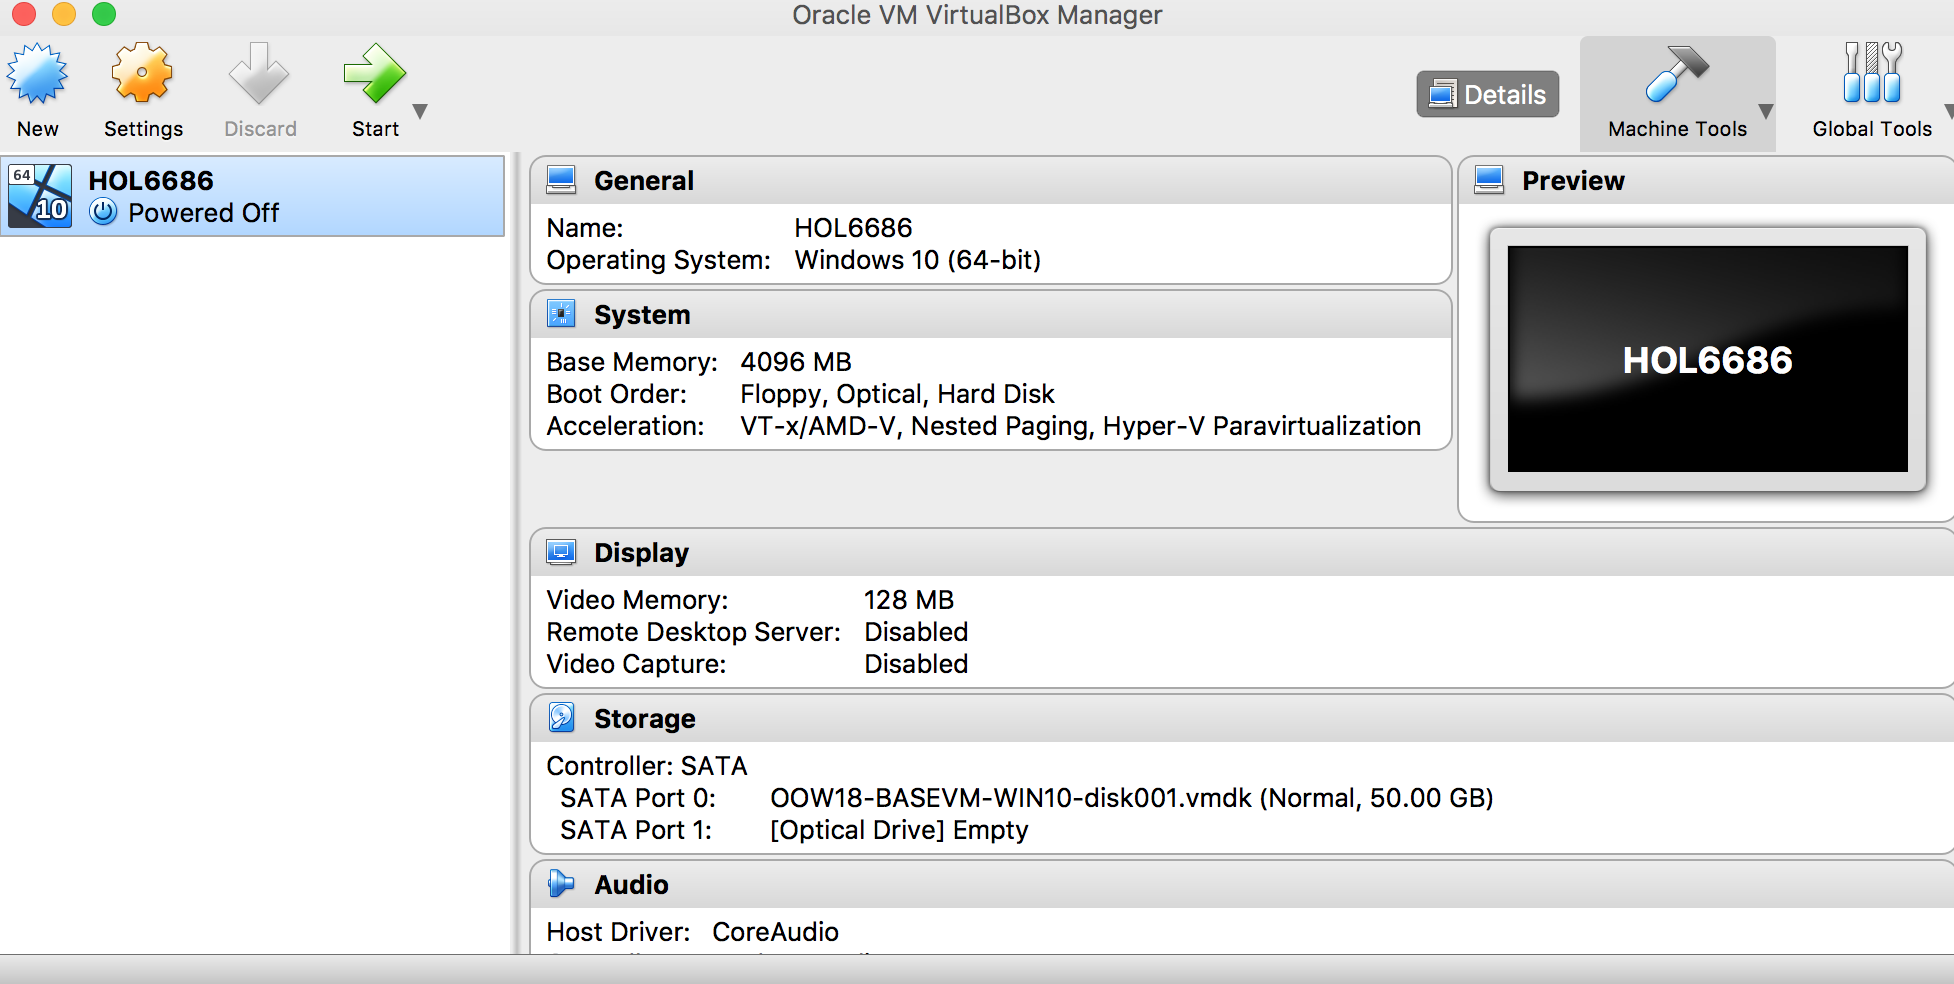 Oracle VM VirtualBox Manager
New Settings Discard Start Details Machine Tools Global Tools
64 10 HOL6686
Powered Off
General
Name: HOL6686
Operating System: Windows 10 (64-bit)
System
Base Memory: 4096 MB
Boot Order: Floppy, Optical, Hard Disk
Acceleration: VT-x/AMD-V, Nested Paging, Hyper-V Paravirtualization
Preview
HOL6686
Display
Video Memory: 128 MB
Remote Desktop Server: Disabled
Video Capture: Disabled
Storage
Controller: SATA
SATA Port 0: OOW18-BASEVM-WIN10-disk001.vmdk (Normal, 50.00 GB)
SATA Port 1: [Optical Drive] Empty
Audio
Host Driver: CoreAudio